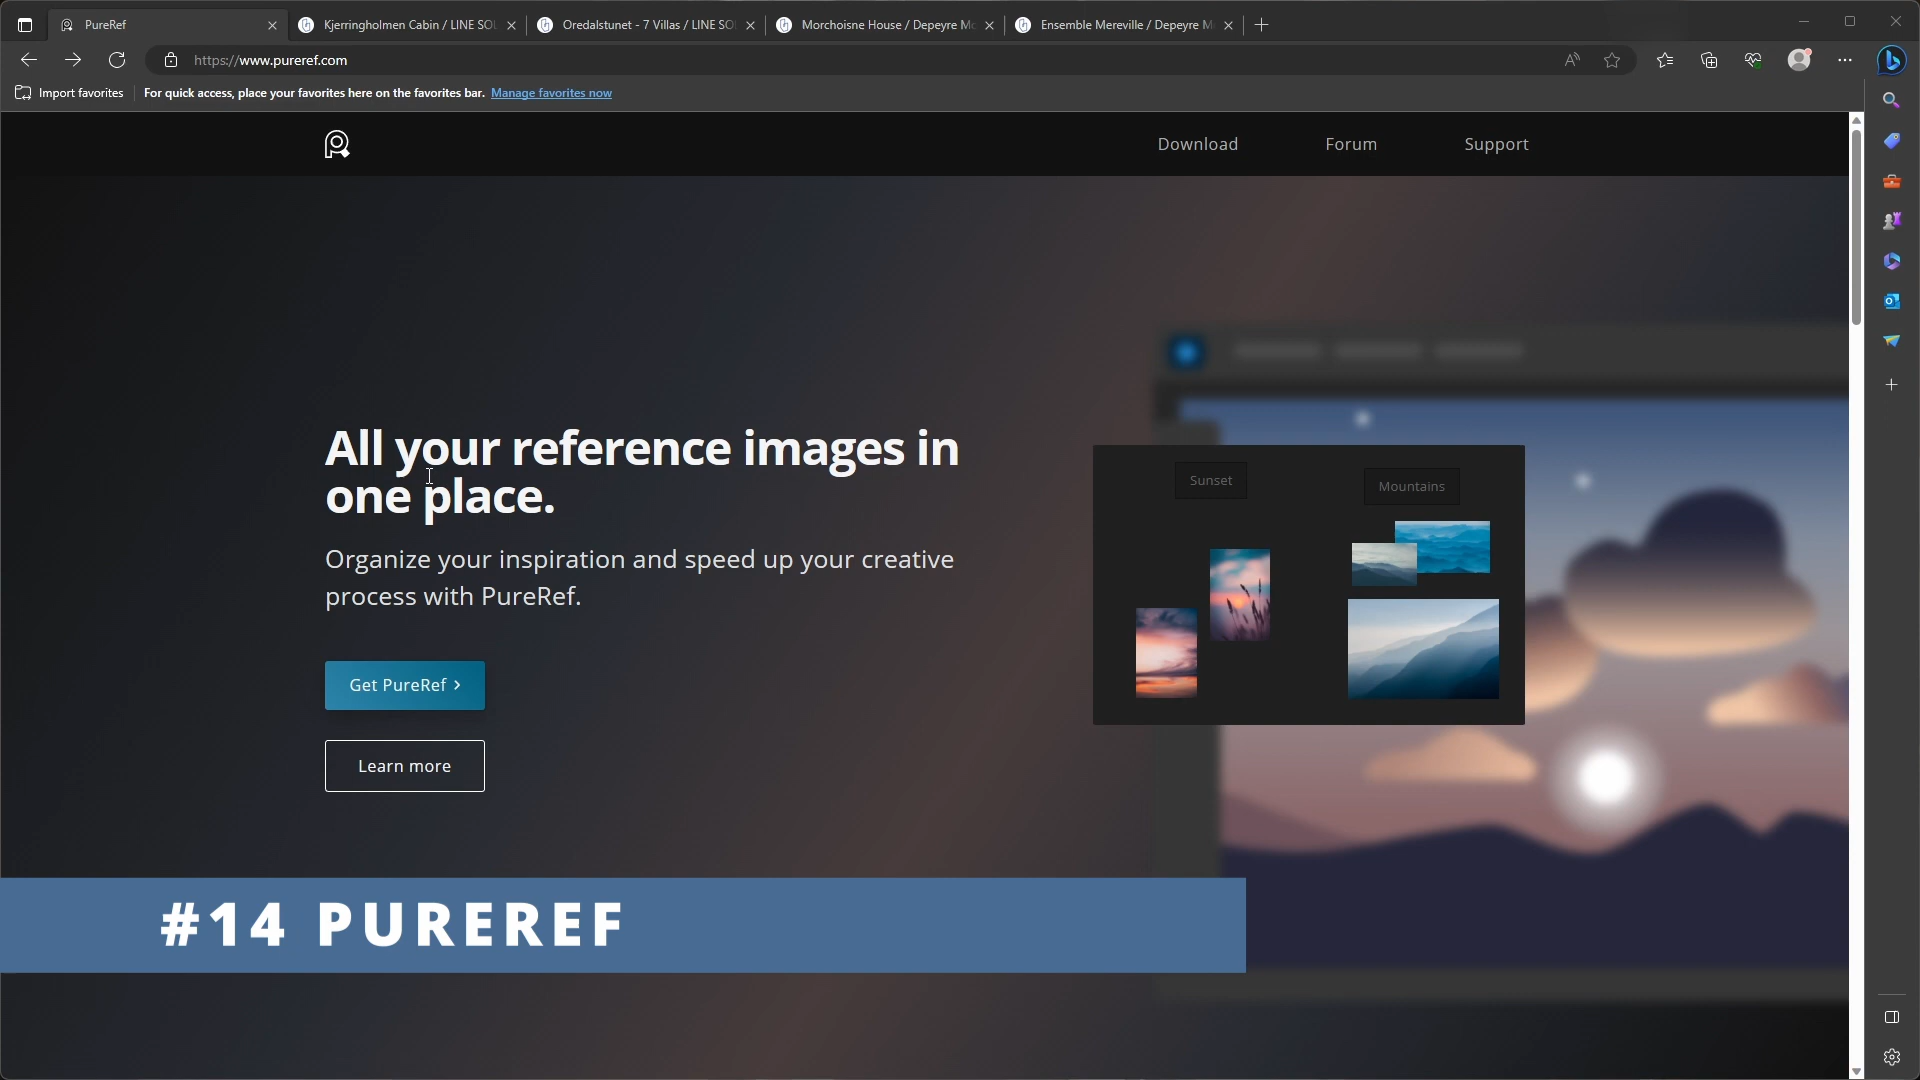 PureRef
Kjerringholmen Cabin / LINE SOL
Oredalstunet - 7 Villas / LINE SO
Morchoisne House / Depeyre Mo
Ensemble Mereville / Depeyre M
https://www.pureref.com
Import favorites
For quick access, place your favorites here on the favorites bar. Manage favorites now
Download
Forum
Support
All your reference images in
one place.
Sunset
Mountains
Organize your inspiration and speed up your creative
process with PureRef.
Get PureRef ›
Learn more
#14 PUREREF